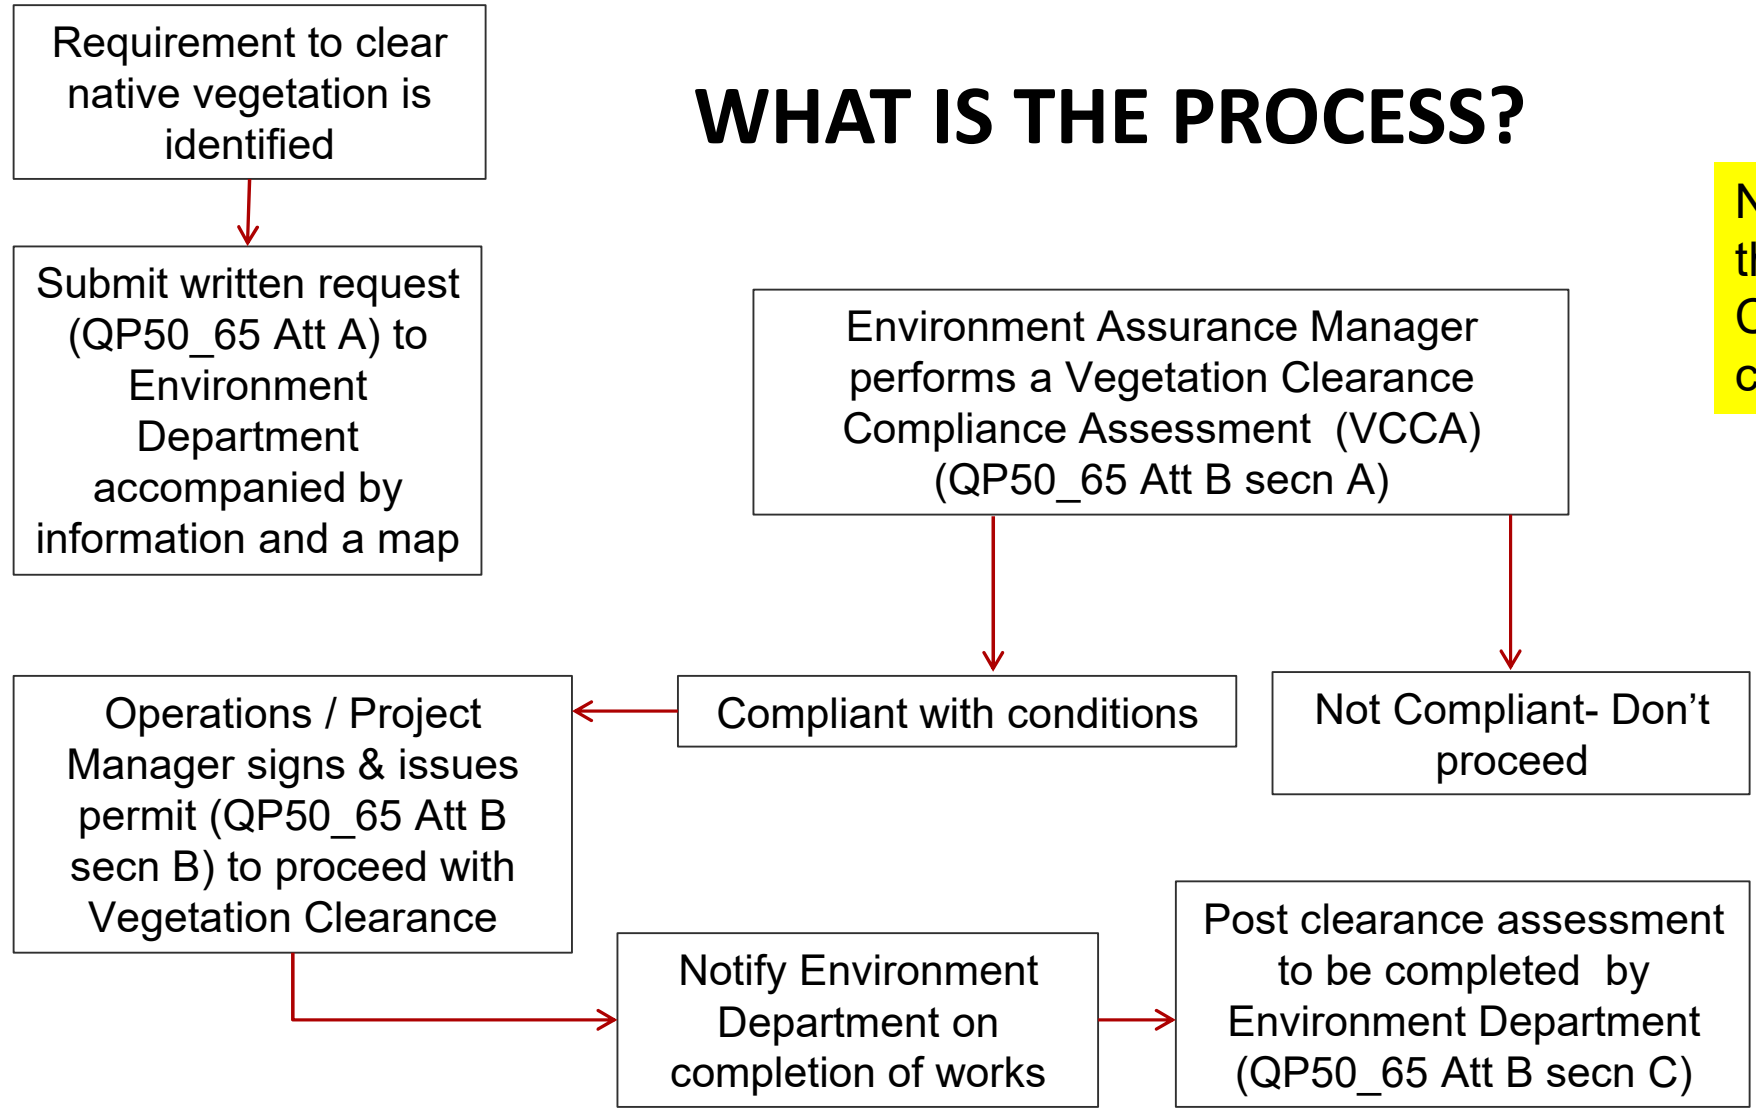 Requirement to clear
native vegetation is
identified
WHAT IS THE PROCESS?
Submit written request
(QP50_65 Att A) to
Environment
Department
accompanied by
information and a map
Environment Assurance Manager
performs a Vegetation Clearance
Compliance Assessment  (VCCA)
(QP50_65 Att B secn A)
Compliant with conditions
Not Compliant- Don’t
proceed
Operations / Project
Manager signs & issues
permit (QP50_65 Att B
secn B) to proceed with
Vegetation Clearance
Notify Environment
Department on
completion of works
Post clearance assessment
to be completed  by
Environment Department
(QP50_65 Att B secn C)